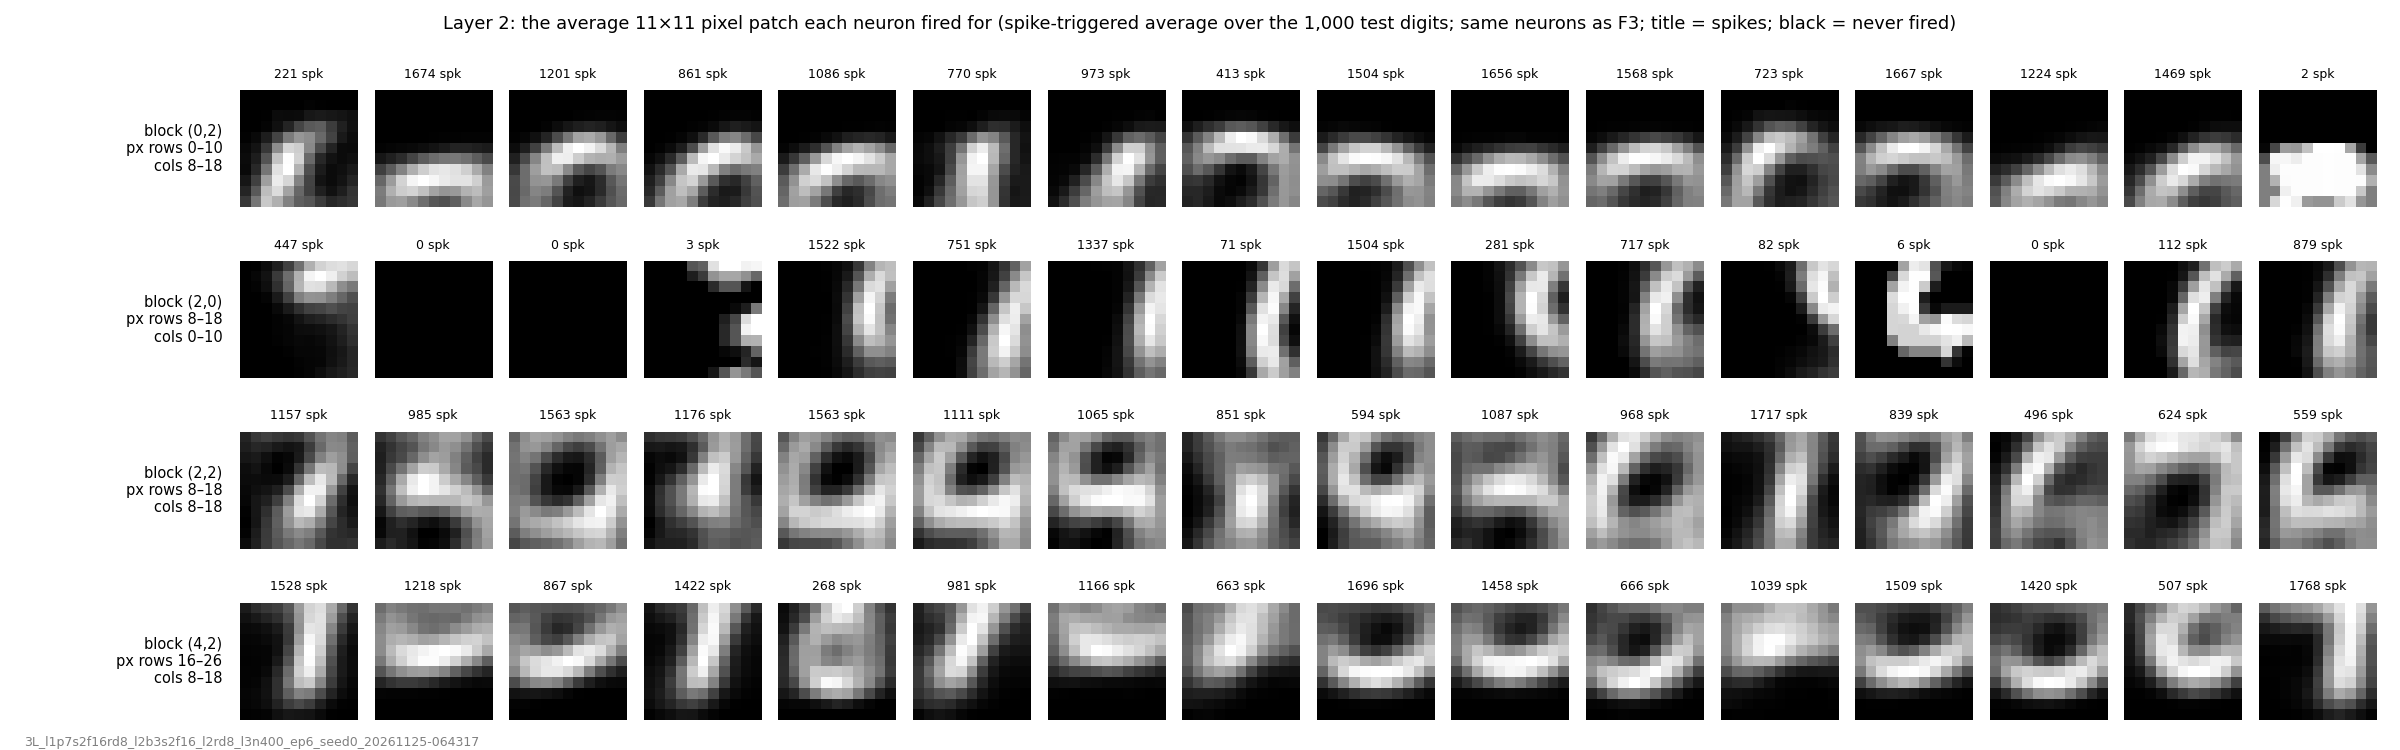 Layer 2: the average 11×11 pixel patch each neuron fired for (spike-triggered average over the 1,000 test digits; same neurons as F3; title = spikes; black = never fired)
221 spk 1674 spk 1201 spk 861 spk 1086 spk 770 spk 973 spk 413 spk 1504 spk 1656 spk 1568 spk 723 spk 1667 spk 1224 spk 1469 spk 2 spk
block (0,2)
px rows 0–10
cols 8–18
447 spk 0 spk 0 spk 3 spk 1522 spk 751 spk 1337 spk 71 spk 1504 spk 281 spk 717 spk 82 spk 6 spk 0 spk 112 spk 879 spk
block (2,0)
px rows 8–18
cols 0–10
1157 spk 985 spk 1563 spk 1176 spk 1563 spk 1111 spk 1065 spk 851 spk 594 spk 1087 spk 968 spk 1717 spk 839 spk 496 spk 624 spk 559 spk
block (2,2)
px rows 8–18
cols 8–18
1528 spk 1218 spk 867 spk 1422 spk 268 spk 981 spk 1166 spk 663 spk 1696 spk 1458 spk 666 spk 1039 spk 1509 spk 1420 spk 507 spk 1768 spk
block (4,2)
px rows 16–26
cols 8–18
3L_l1p7s2f16rd8_l2b3s2f16_l2rd8_l3n400_ep6_seed0_20261125-064317